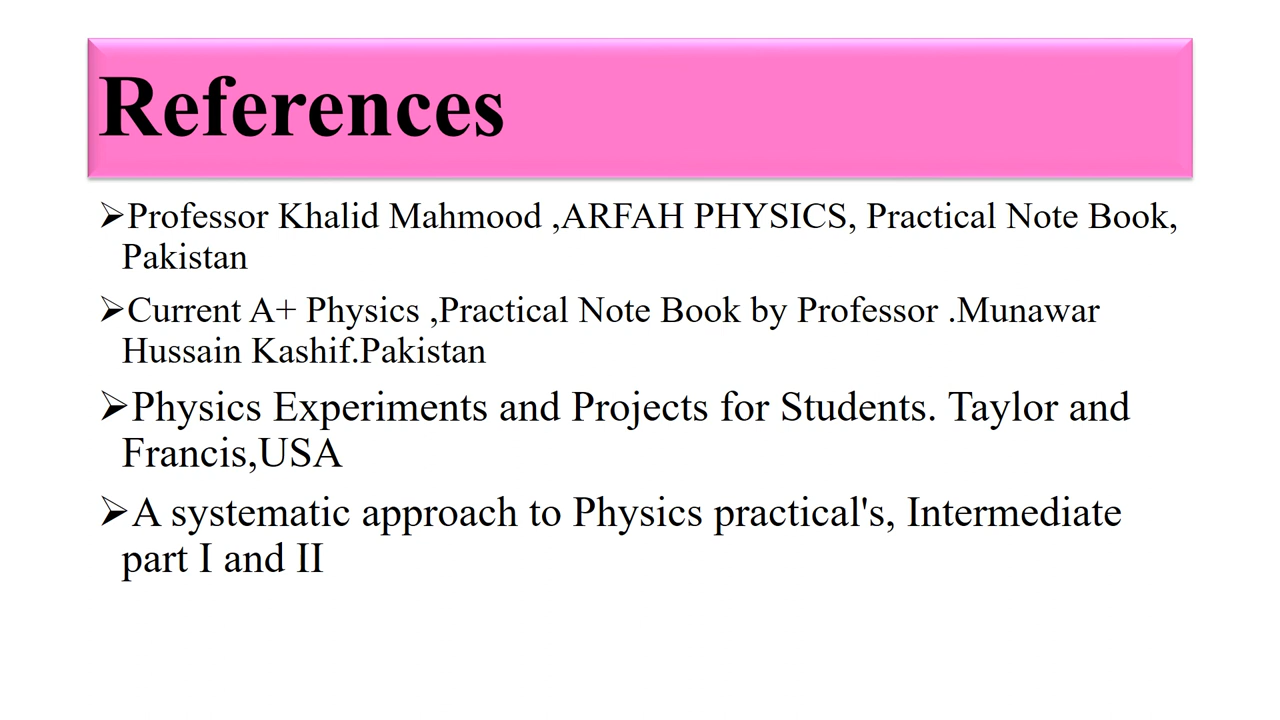 References
➢Professor Khalid Mahmood ,ARFAH PHYSICS, Practical Note Book,
Pakistan
➢Current A+ Physics ,Practical Note Book by Professor .Munawar
Hussain Kashif.Pakistan
➢Physics Experiments and Projects for Students. Taylor and
Francis,USA
➢A systematic approach to Physics practical's, Intermediate
part I and II